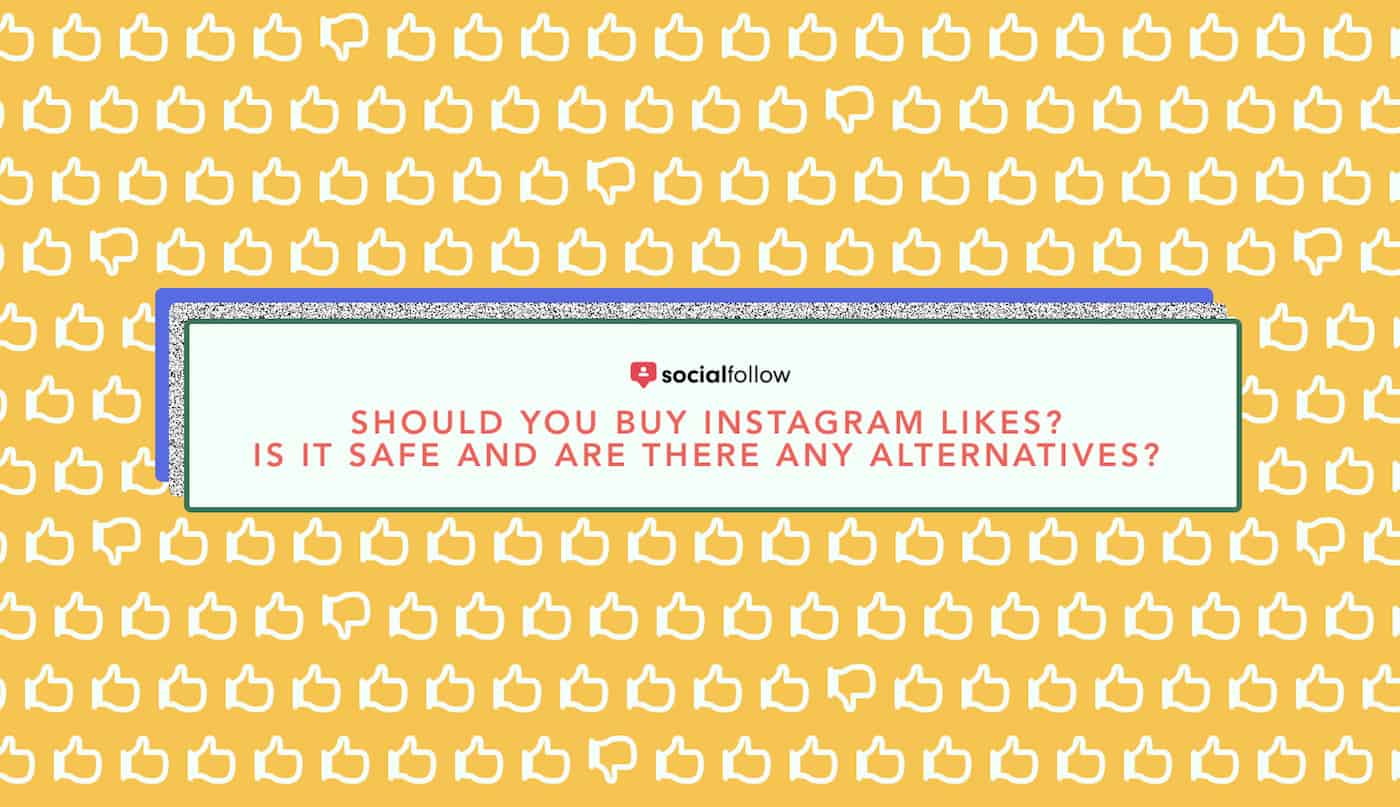 socialfollow
SHOULD YOU BUY INSTAGRAM LIKES?
IS IT SAFE AND ARE THERE ANY ALTERNATIVES?